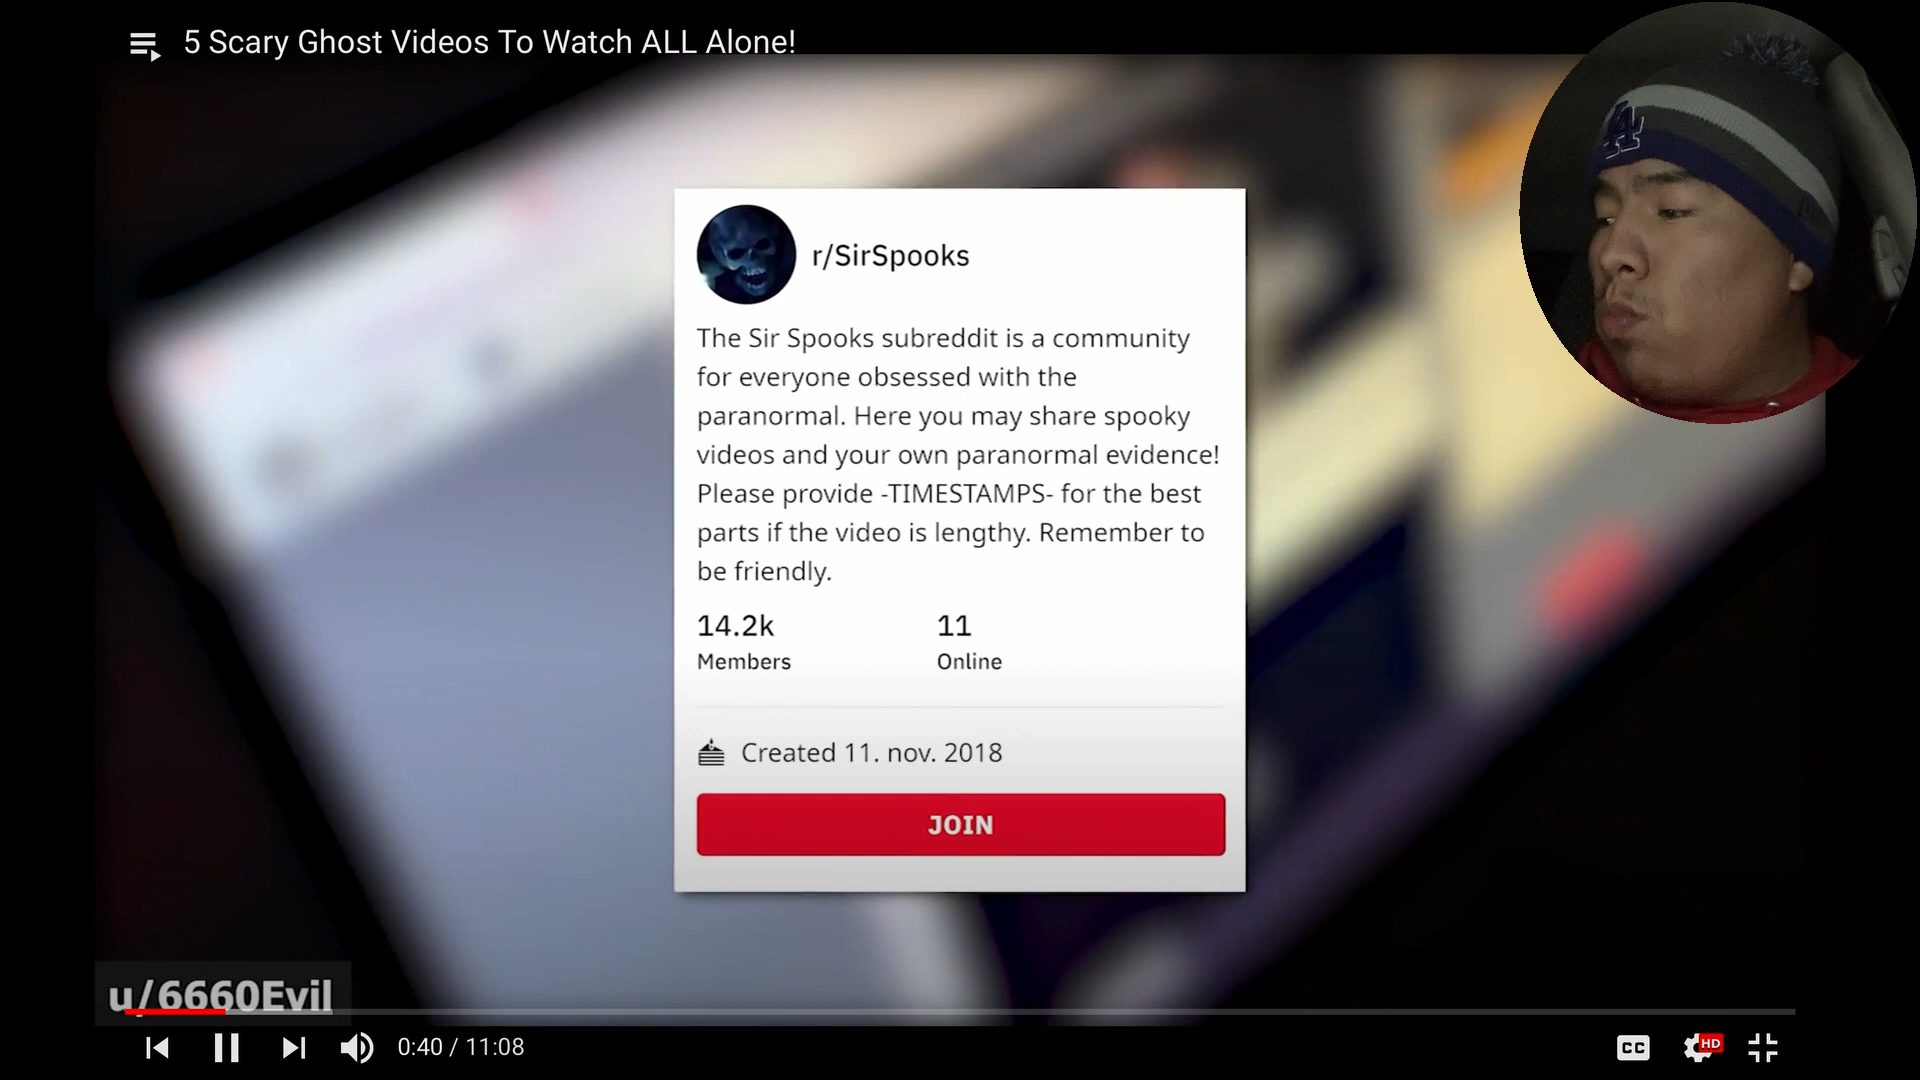 5 Scary Ghost Videos To Watch ALL Alone!
LA
r/SirSpooks
The Sir Spooks subreddit is a community
for everyone obsessed with the
paranormal. Here you may share spooky
videos and your own paranormal evidence!
Please provide -TIMESTAMPS- for the best
parts if the video is lengthy. Remember to
be friendly.
14.2k 11
Members Online
Created 11. nov. 2018
JOIN
u/6660Evil
0:40 / 11:08
CC
HD